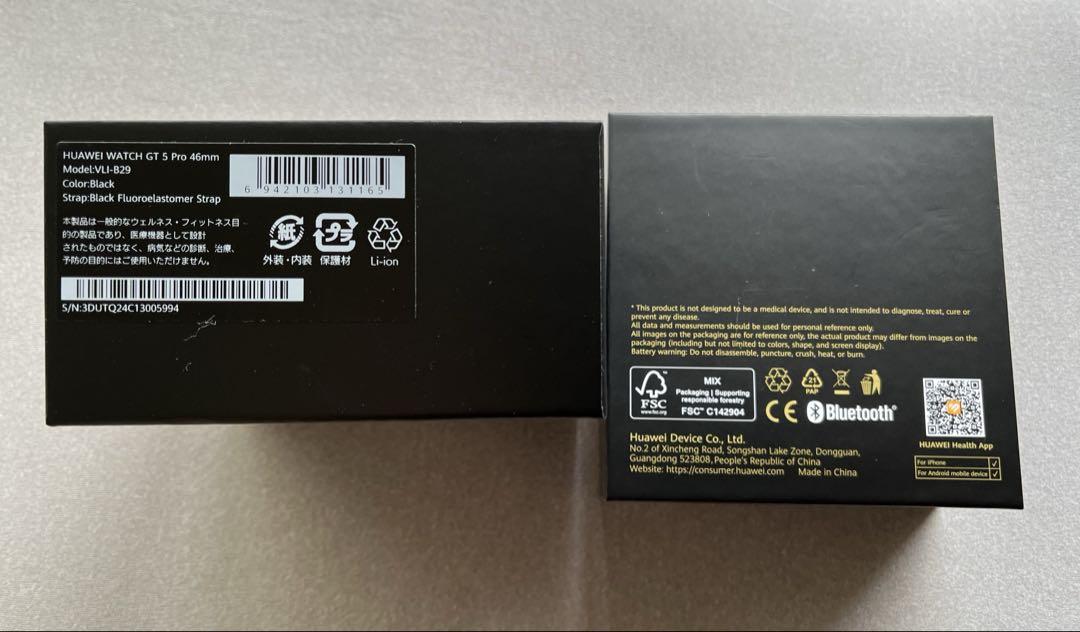 HUAWEI WATCH GT 5 Pro 46mm
Model:VLI-B29
Color:Black
Strap:Black Fluoroelastomer Strap
6 942103 131165
本製品は一般的なウェルネス・フィットネス目
的の製品であり、医療機器として設計
されたものではなく、病気などの診断、治療、
予防の目的にはご使用いただけません。
紙
外装・内装
プラ
保護材
Li-ion
S/N:3DUTQ24C13005994
* This product is not designed to be a medical device, and is not intended to diagnose, treat, cure or
prevent any disease.
All data and measurements should be used for personal reference only.
All images on the packaging are for reference only, the actual product may differ from images on the
packaging (including but not limited to colors, shape, and screen display).
Battery warning: Do not disassemble, puncture, crush, heat, or burn.
FSC
www.fsc.org
MIX
Packaging | Supporting
responsible forestry
FSC™ C142904
21
PAP
CE
Bluetooth®
HUAWEI Health App
For iPhone ✓
For Android mobile device ✓
Huawei Device Co., Ltd.
No.2 of Xincheng Road, Songshan Lake Zone, Dongguan,
Guangdong 523808, People's Republic of China
Website: https://consumer.huawei.com Made in China